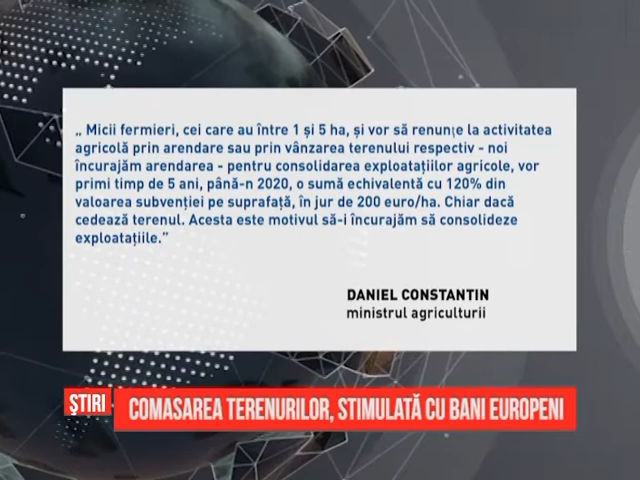 „ Micii fermieri, cei care au între 1 și 5 ha, și vor să renunțe la activitatea
agricolă prin arendare sau prin vânzarea terenului respectiv - noi
încurajăm arendarea - pentru consolidarea exploatațiilor agricole, vor
primi timp de 5 ani, până-n 2020, o sumă echivalentă cu 120% din
valoarea subvenției pe suprafață, în jur de 200 euro/ha. Chiar dacă
cedează terenul. Acesta este motivul să-i încurajăm să consolideze
exploatațiile.”
DANIEL CONSTANTIN
ministrul agriculturii
ȘTIRI
COMASAREA TERENURILOR, STIMULATĂ CU BANI EUROPENI